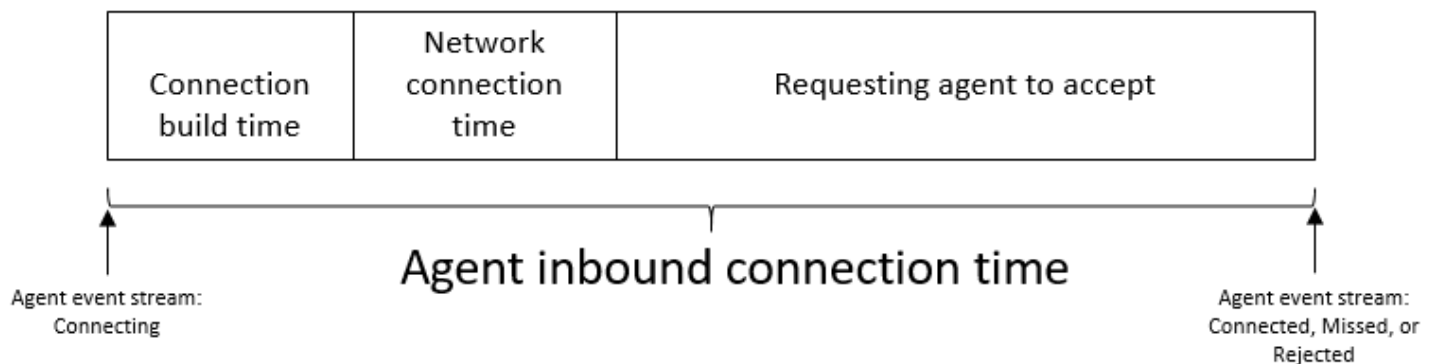 Connection
build time
Network
connection
time
Requesting agent to accept
Agent inbound connection time
Agent event stream:
Connecting
Agent event stream:
Connected, Missed, or
Rejected